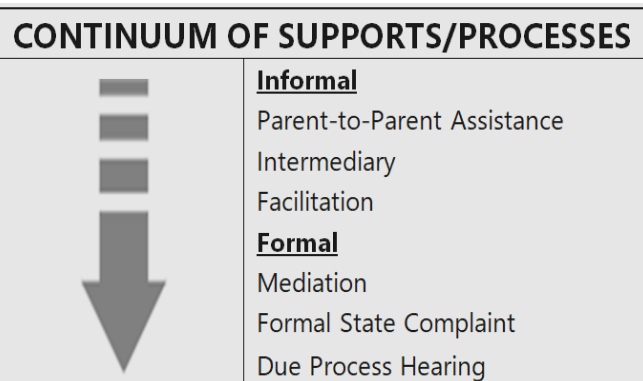 CONTINUUM OF SUPPORTS/PROCESSES
Informal
Parent-to-Parent Assistance
Intermediary
Facilitation
Formal
Mediation
Formal State Complaint
Due Process Hearing